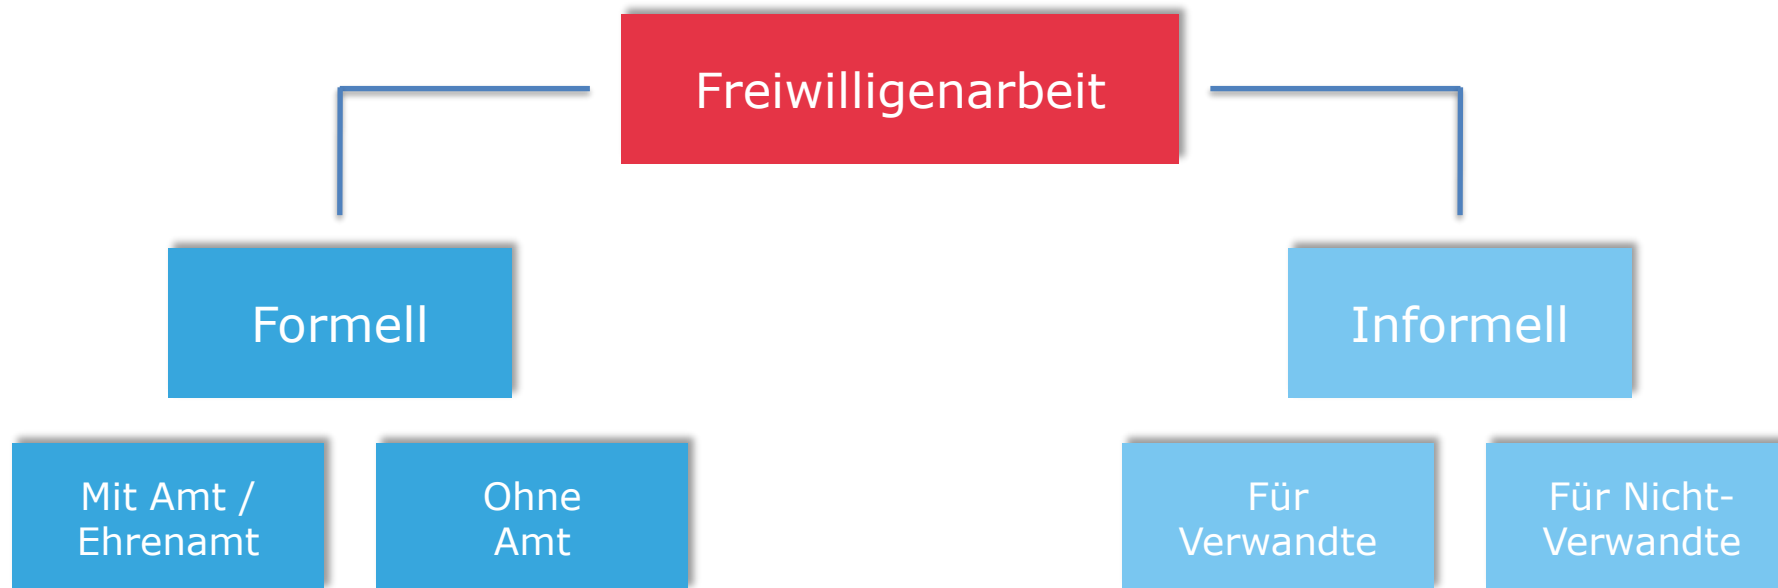 Freiwilligenarbeit
Formell
Informell
Mit Amt /
Ehrenamt
Ohne
Amt
Für
Verwandte
Für Nicht-
Verwandte